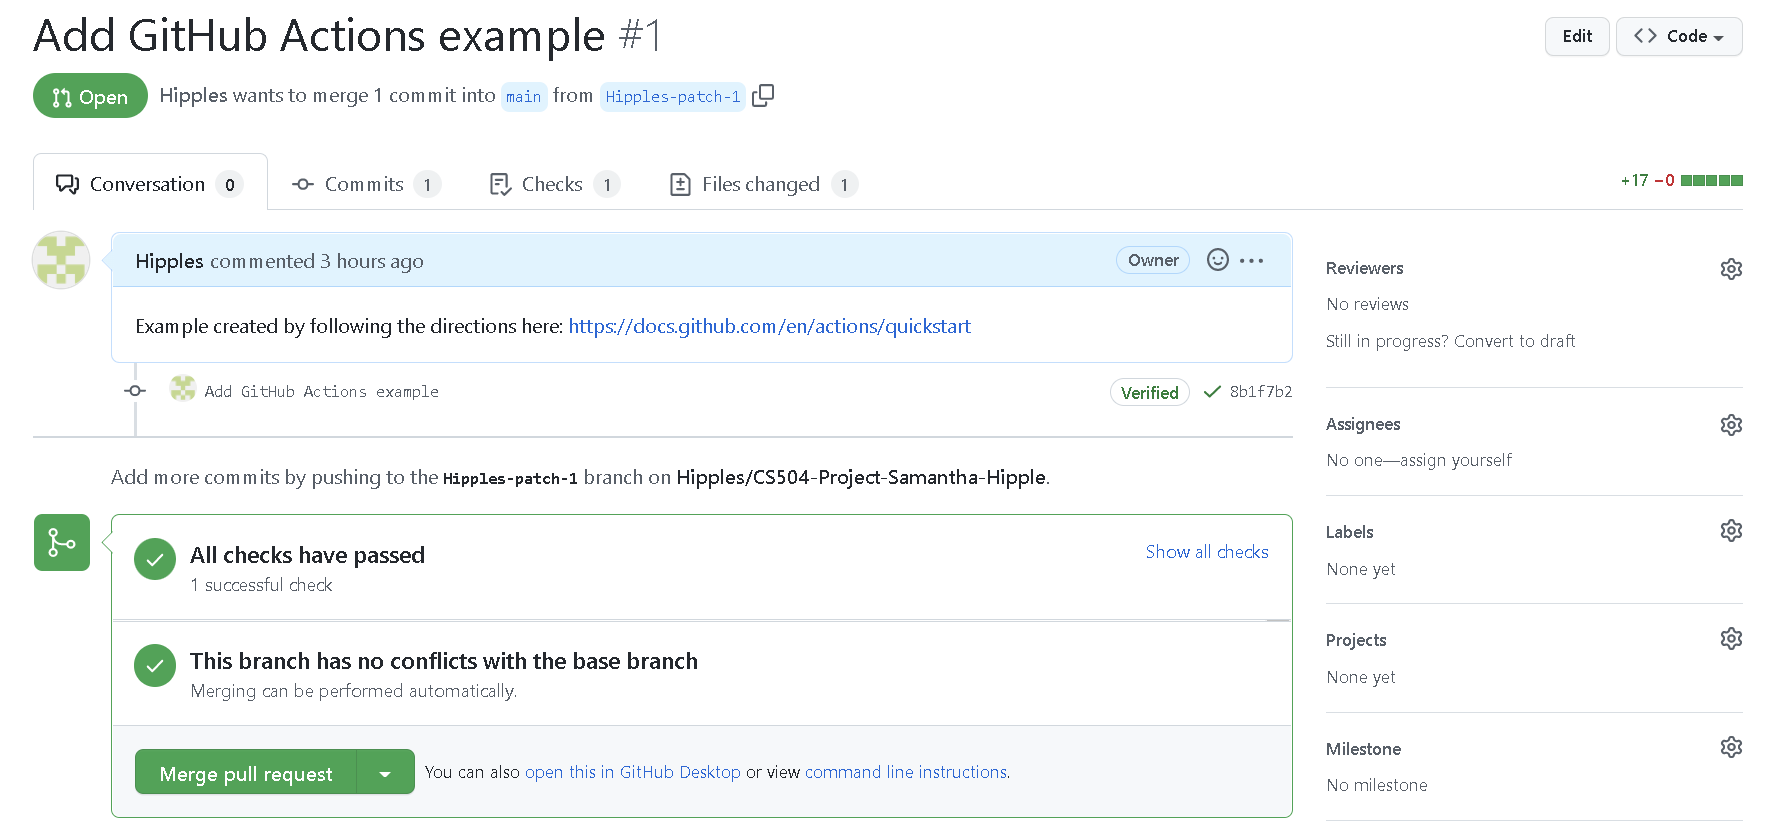 Add GitHub Actions example #1
Edit
<> Code
Open
Hipples wants to merge 1 commit into main from Hipples-patch-1
Conversation 0
Commits 1
Checks 1
Files changed 1
+17 −0
Hipples commented 3 hours ago
Owner
Example created by following the directions here: https://docs.github.com/en/actions/quickstart
Add GitHub Actions example
Verified
8b1f7b2
Add more commits by pushing to the Hipples-patch-1 branch on Hipples/CS504-Project-Samantha-Hipple.
All checks have passed
1 successful check
Show all checks
This branch has no conflicts with the base branch
Merging can be performed automatically.
Merge pull request
You can also open this in GitHub Desktop or view command line instructions.
Reviewers
No reviews
Still in progress? Convert to draft
Assignees
No one—assign yourself
Labels
None yet
Projects
None yet
Milestone
No milestone